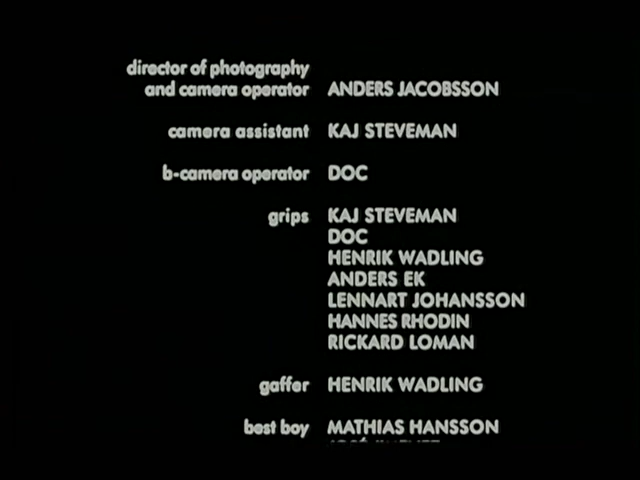 director of photography
and camera operator ANDERS JACOBSSON
camera assistant KAJ STEVEMAN
b-camera operator DOC
grips KAJ STEVEMAN
DOC
HENRIK WADLING
ANDERS EK
LENNART JOHANSSON
HANNES RHODIN
RICKARD LOMAN
gaffer HENRIK WADLING
best boy MATHIAS HANSSON